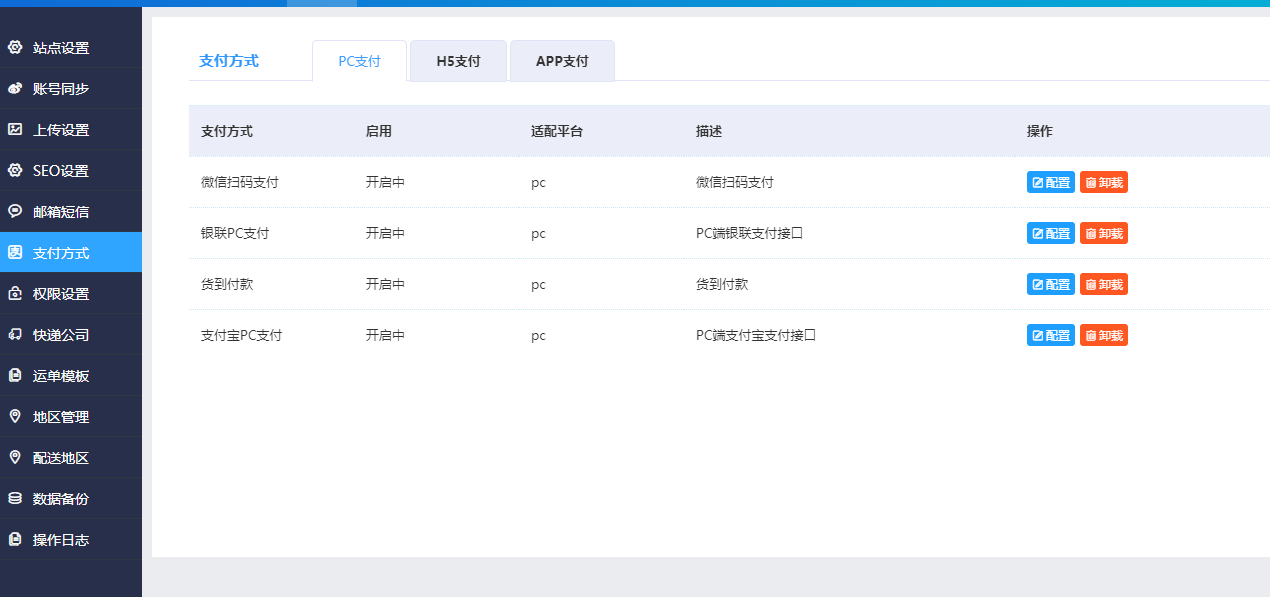 站点设置
账号同步
上传设置
SEO设置
邮箱短信
支付方式
权限设置
快递公司
运单模板
地区管理
配送地区
数据备份
操作日志
支付方式 PC支付 H5支付 APP支付
支付方式 启用 适配平台 描述 操作
微信扫码支付 开启中 pc 微信扫码支付 配置 卸载
银联PC支付 开启中 pc PC端银联支付接口 配置 卸载
货到付款 开启中 pc 货到付款 配置 卸载
支付宝PC支付 开启中 pc PC端支付宝支付接口 配置 卸载